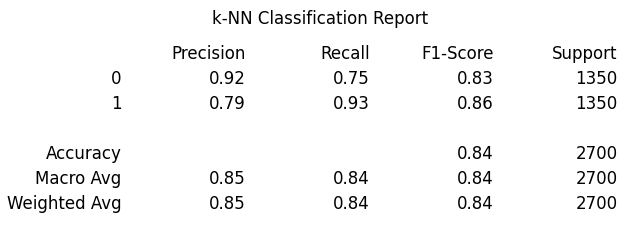 k-NN Classification Report
Precision Recall F1-Score Support
0 0.92 0.75 0.83 1350
1 0.79 0.93 0.86 1350
Accuracy 0.84 2700
Macro Avg 0.85 0.84 0.84 2700
Weighted Avg 0.85 0.84 0.84 2700